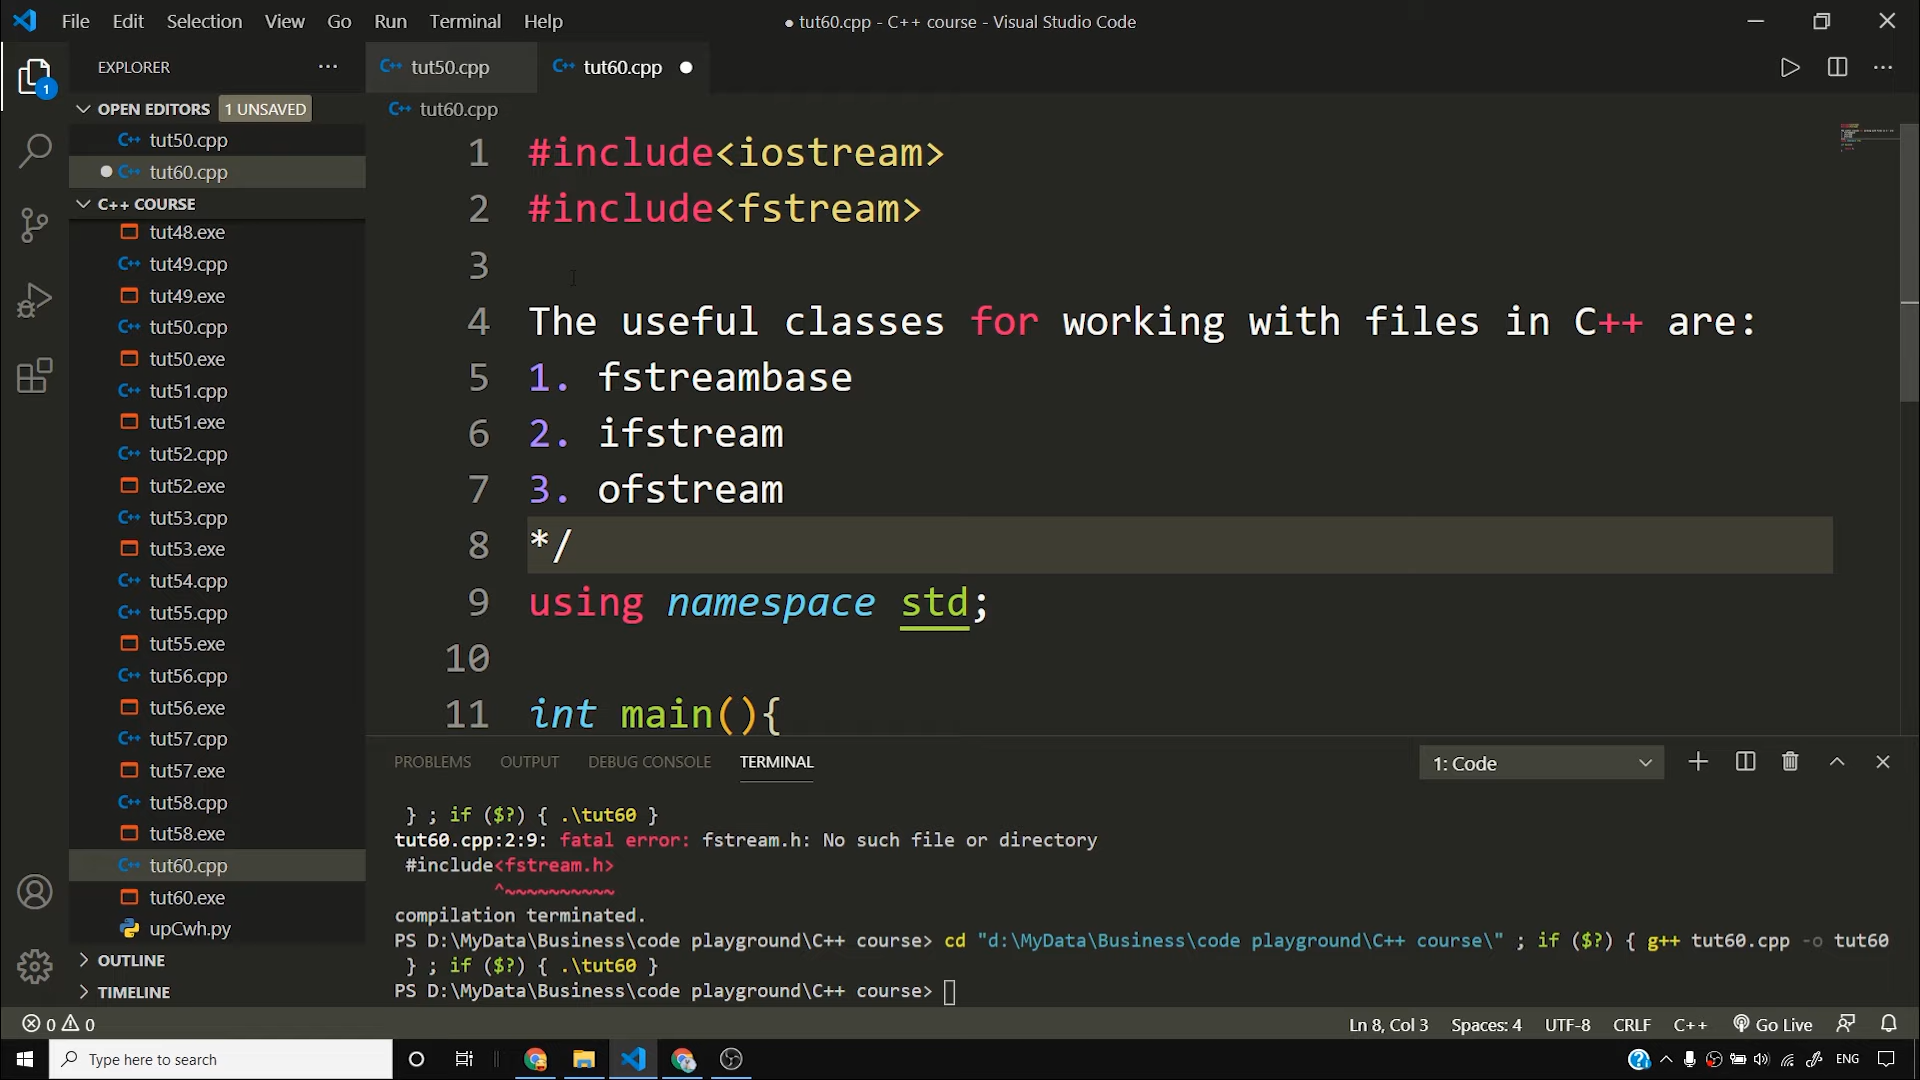 File Edit Selection View Go Run Terminal Help
● tut60.cpp - C++ course - Visual Studio Code
EXPLORER
OPEN EDITORS 1 UNSAVED
tut50.cpp
tut60.cpp
C++ COURSE
tut48.exe
tut49.cpp
tut49.exe
tut50.cpp
tut50.exe
tut51.cpp
tut51.exe
tut52.cpp
tut52.exe
tut53.cpp
tut53.exe
tut54.cpp
tut55.cpp
tut55.exe
tut56.cpp
tut56.exe
tut57.cpp
tut57.exe
tut58.cpp
tut58.exe
tut60.cpp
tut60.exe
upCwh.py
OUTLINE
TIMELINE
1
tut50.cpp tut60.cpp
tut60.cpp
1 #include<iostream>
2 #include<fstream>
3
4 The useful classes for working with files in C++ are:
5 1. fstreambase
6 2. ifstream
7 3. ofstream
8 */
9 using namespace std;
10
11 int main(){
PROBLEMS OUTPUT DEBUG CONSOLE TERMINAL 1: Code
} ; if ($?) { .\tut60 }
tut60.cpp:2:9: fatal error: fstream.h: No such file or directory
#include<fstream.h>
^~~~~~~~~~~
compilation terminated.
PS D:\MyData\Business\code playground\C++ course> cd "d:\MyData\Business\code playground\C++ course\" ; if ($?) { g++ tut60.cpp -o tut60
} ; if ($?) { .\tut60 }
PS D:\MyData\Business\code playground\C++ course>
0 0 Ln 8, Col 3 Spaces: 4 UTF-8 CRLF C++ Go Live
Type here to search ENG